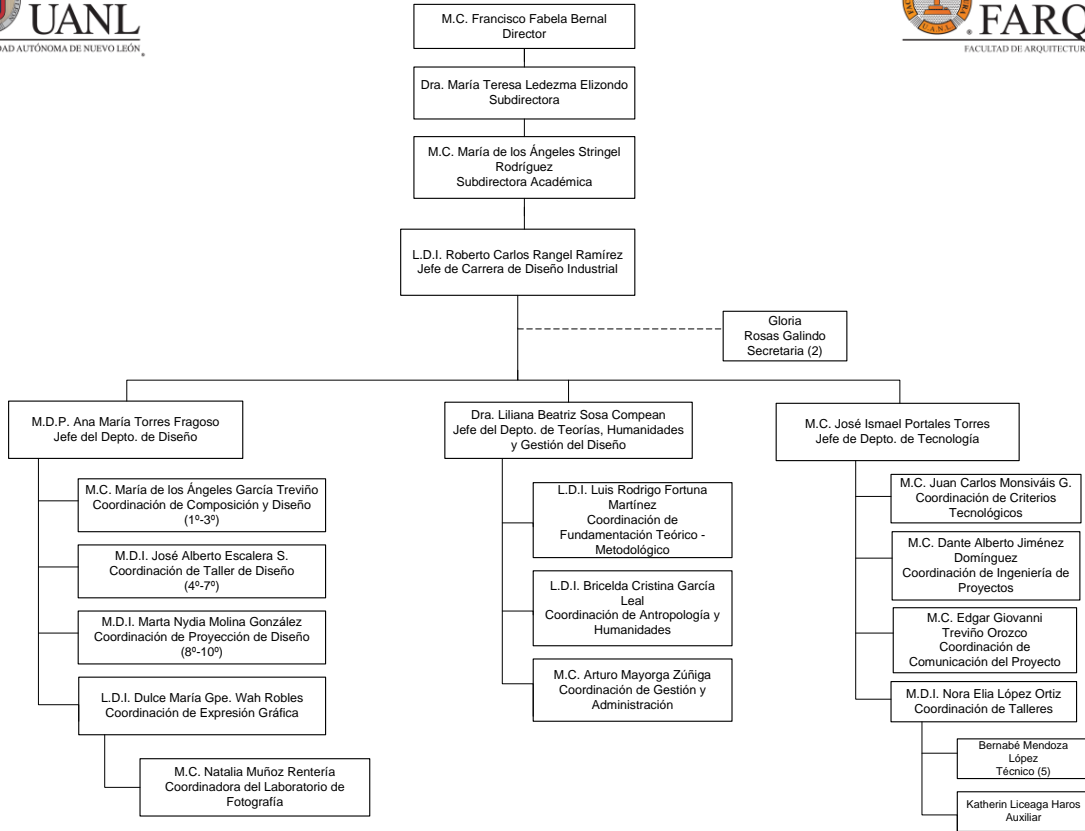 UANL
DAD AUTÓNOMA DE NUEVO LEÓN
FARQ
FACULTAD DE ARQUITECTUR
M.C. Francisco Fabela Bernal
Director
Dra. María Teresa Ledezma Elizondo
Subdirectora
M.C. María de los Ángeles Stringel
Rodríguez
Subdirectora Académica
L.D.I. Roberto Carlos Rangel Ramírez
Jefe de Carrera de Diseño Industrial
Gloria
Rosas Galindo
Secretaria (2)
M.D.P. Ana María Torres Fragoso
Jefe del Depto. de Diseño
M.C. María de los Ángeles García Treviño
Coordinación de Composición y Diseño
(1º-3º)
M.D.I. José Alberto Escalera S.
Coordinación de Taller de Diseño
(4º-7º)
M.D.I. Marta Nydia Molina González
Coordinación de Proyección de Diseño
(8º-10º)
L.D.I. Dulce María Gpe. Wah Robles
Coordinación de Expresión Gráfica
M.C. Natalia Muñoz Rentería
Coordinadora del Laboratorio de
Fotografía
Dra. Liliana Beatriz Sosa Compean
Jefe del Depto. de Teorías, Humanidades
y Gestión del Diseño
L.D.I. Luis Rodrigo Fortuna
Martínez
Coordinación de
Fundamentación Teórico -
Metodológico
L.D.I. Bricelda Cristina García
Leal
Coordinación de Antropología y
Humanidades
M.C. Arturo Mayorga Zúñiga
Coordinación de Gestión y
Administración
M.C. José Ismael Portales Torres
Jefe de Depto. de Tecnología
M.C. Juan Carlos Monsiváis G.
Coordinación de Criterios
Tecnológicos
M.C. Dante Alberto Jiménez
Domínguez
Coordinación de Ingeniería de
Proyectos
M.C. Edgar Giovanni
Treviño Orozco
Coordinación de
Comunicación del Proyecto
M.D.I. Nora Elia López Ortiz
Coordinación de Talleres
Bernabé Mendoza
López
Técnico (5)
Katherin Liceaga Haros
Auxiliar